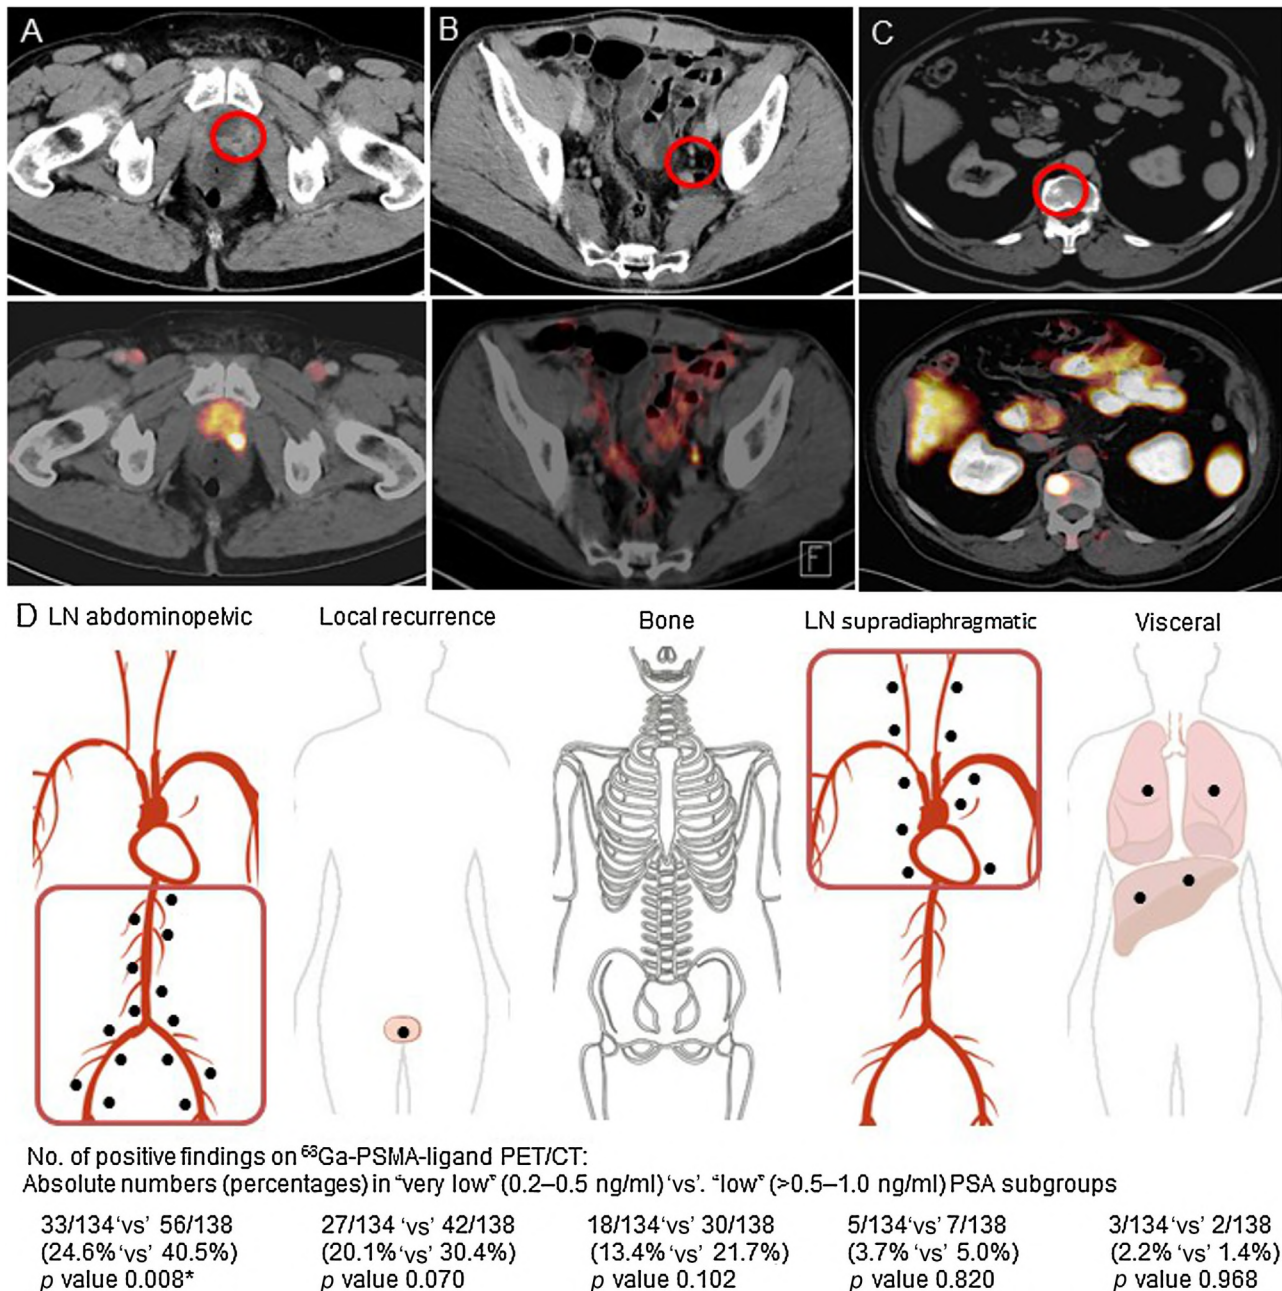 A
B
C
F
D LN abdominopelvic
Local recurrence
Bone
LN supradiaphragmatic
Visceral
No. of positive findings on ⁶⁸Ga-PSMA-ligand PET/CT:
Absolute numbers (percentages) in "very low" (0.2–0.5 ng/ml) 'vs'. "low" (>0.5–1.0 ng/ml) PSA subgroups
33/134 'vs' 56/138
(24.6% 'vs' 40.5%)
p value 0.008*
27/134 'vs' 42/138
(20.1% 'vs' 30.4%)
p value 0.070
18/134 'vs' 30/138
(13.4% 'vs' 21.7%)
p value 0.102
5/134 'vs' 7/138
(3.7% 'vs' 5.0%)
p value 0.820
3/134 'vs' 2/138
(2.2% 'vs' 1.4%)
p value 0.968